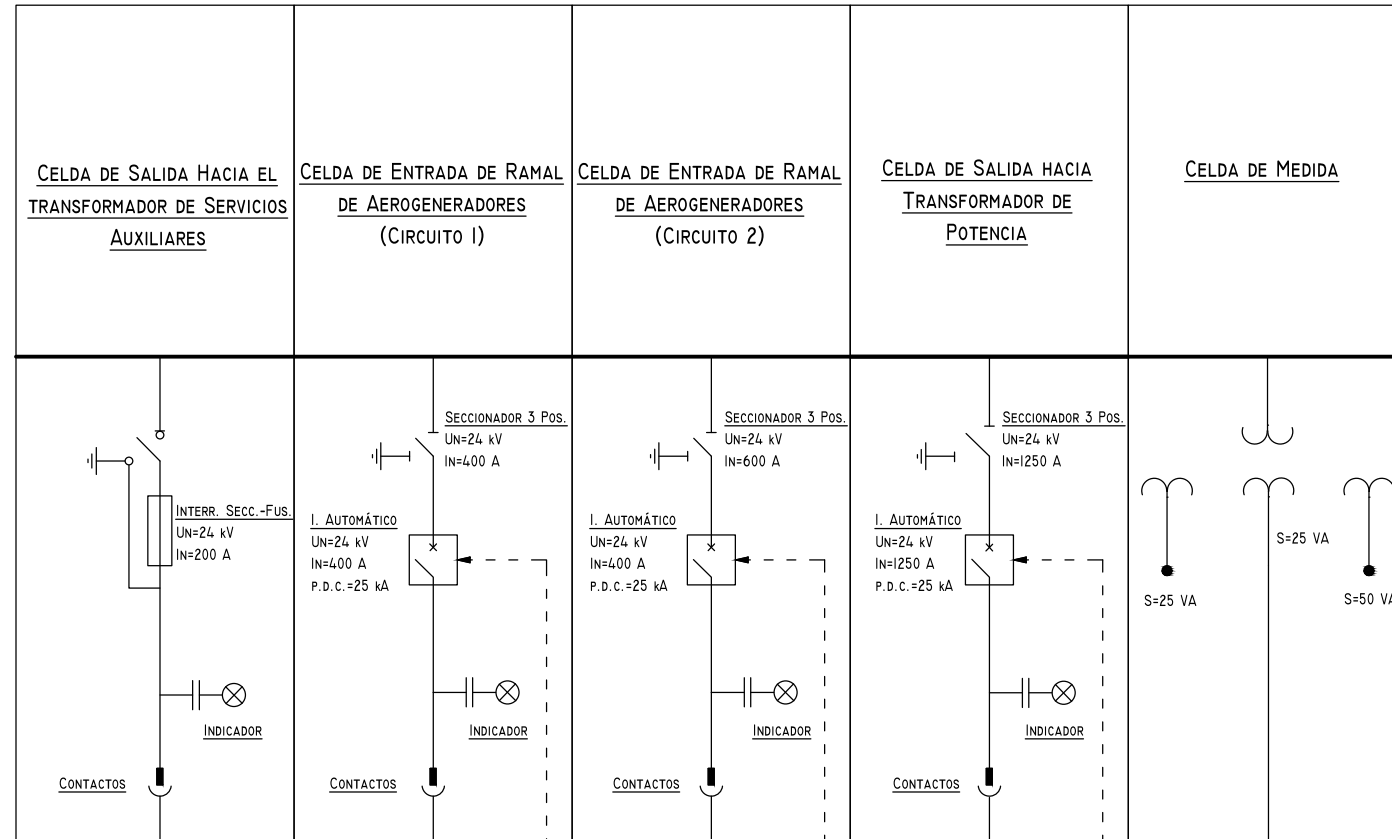 CELDA DE SALIDA HACIA EL
TRANSFORMADOR DE SERVICIOS
AUXILIARES
CELDA DE ENTRADA DE RAMAL
DE AEROGENERADORES
(CIRCUITO 1)
CELDA DE ENTRADA DE RAMAL
DE AEROGENERADORES
(CIRCUITO 2)
CELDA DE SALIDA HACIA
TRANSFORMADOR DE
POTENCIA
CELDA DE MEDIDA
INTERR. SECC.-FUS.
UN=24 KV
IN=200 A
INDICADOR
CONTACTOS
SECCIONADOR 3 POS.
UN=24 KV
IN=400 A
I. AUTOMÁTICO
UN=24 KV
IN=400 A
P.D.C.=25 KA
INDICADOR
CONTACTOS
SECCIONADOR 3 POS.
UN=24 KV
IN=600 A
I. AUTOMÁTICO
UN=24 KV
IN=400 A
P.D.C.=25 KA
INDICADOR
CONTACTOS
SECCIONADOR 3 POS.
UN=24 KV
IN=1250 A
I. AUTOMÁTICO
UN=24 KV
IN=1250 A
P.D.C.=25 KA
INDICADOR
CONTACTOS
S=25 VA
S=25 VA
S=50 VA